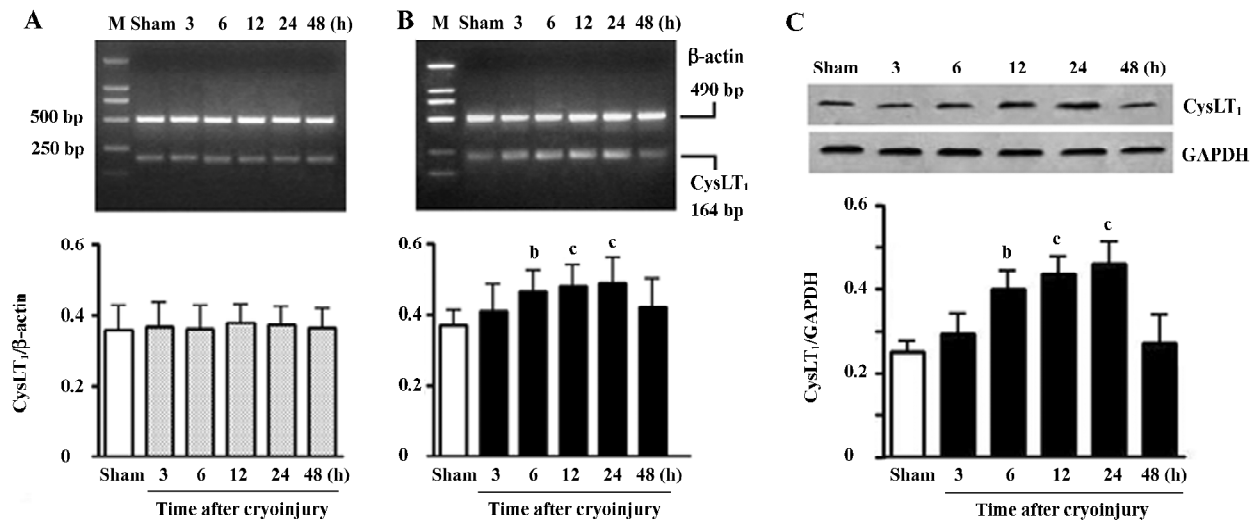 A
M Sham 3 6 12 24 48 (h)
500 bp
250 bp
CysLT₁/β-actin
0.6
0.4
0.2
0
Sham 3 6 12 24 48 (h)
Time after cryoinjury
B
M Sham 3 6 12 24 48 (h)
β-actin
490 bp
CysLT₁
164 bp
0.6
0.4
0.2
0
b c c
Sham 3 6 12 24 48 (h)
Time after cryoinjury
C
Sham 3 6 12 24 48 (h)
CysLT₁
GAPDH
CysLT₁/GAPDH
0.6
0.4
0.2
0
b c c
Sham 3 6 12 24 48 (h)
Time after cryoinjury